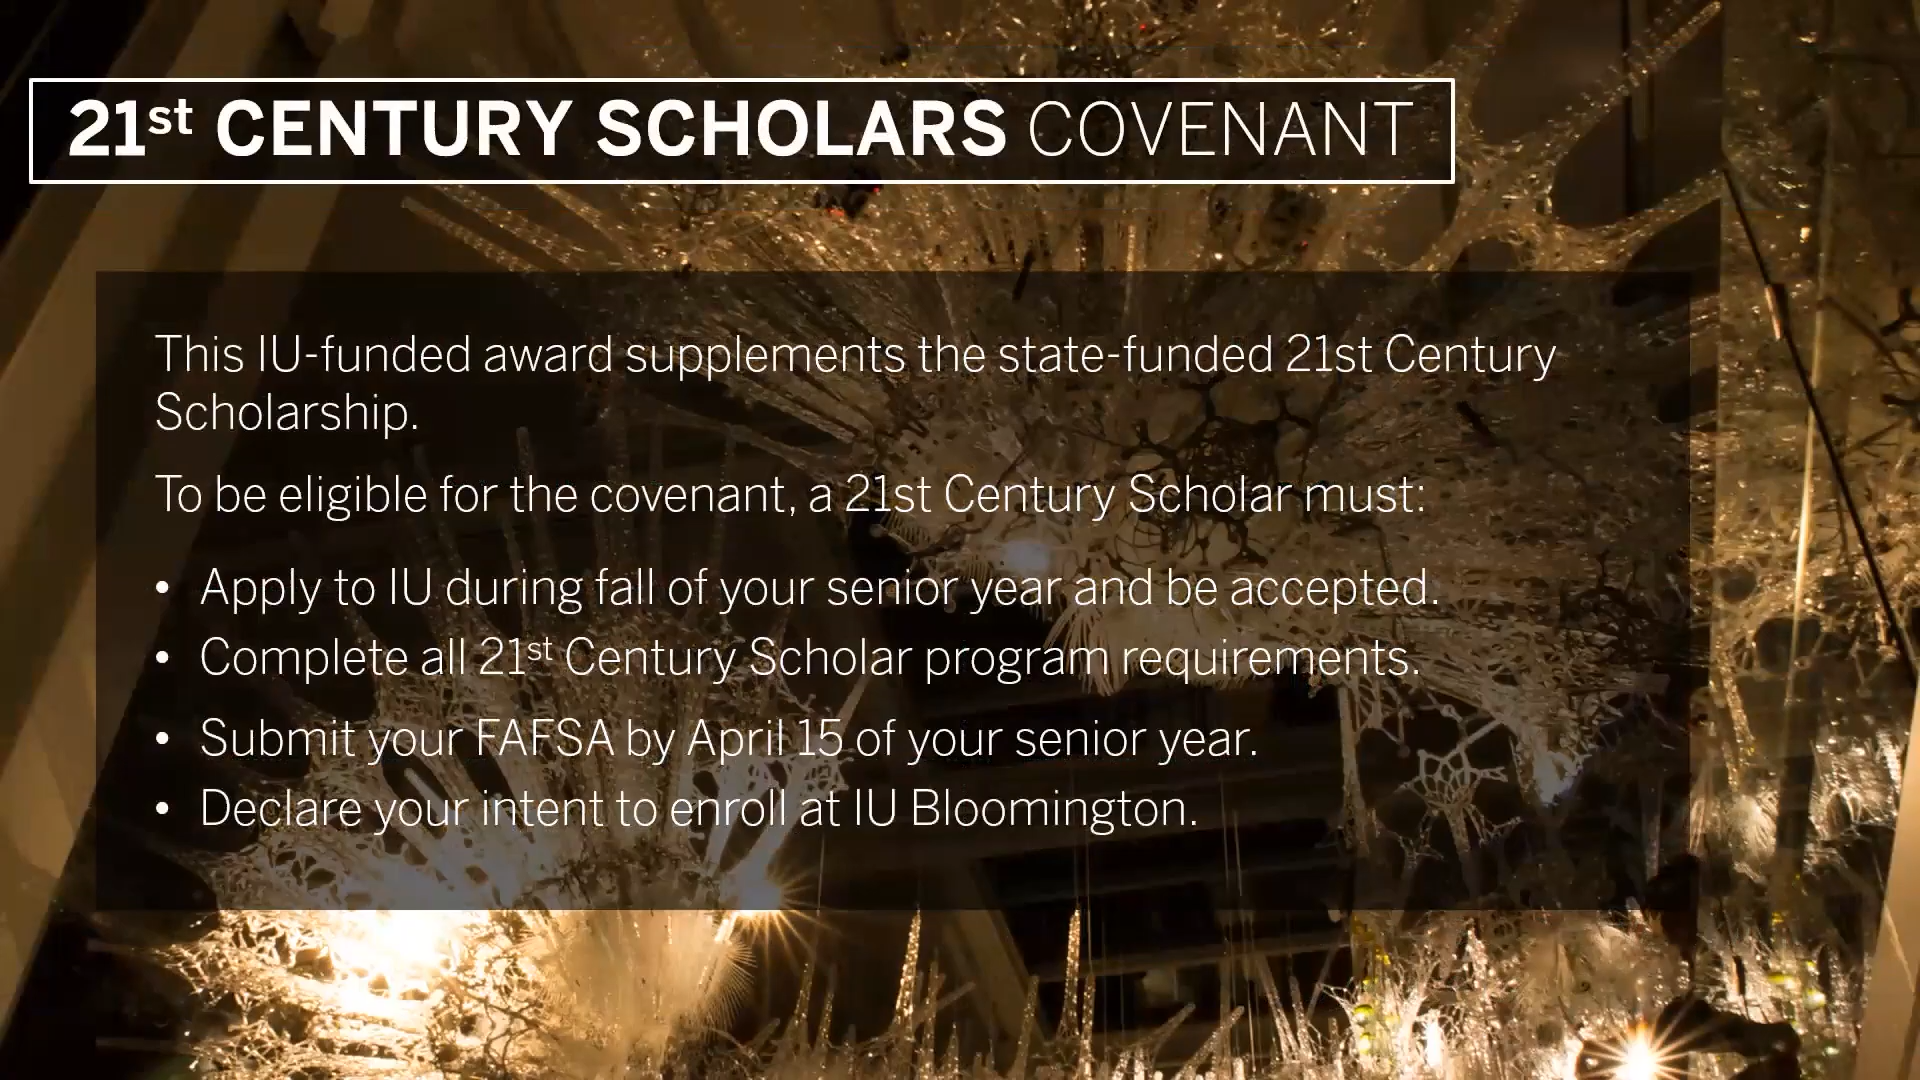 21st CENTURY SCHOLARS COVENANT
This IU-funded award supplements the state-funded 21st Century
Scholarship.
To be eligible for the covenant, a 21st Century Scholar must:
• Apply to IU during fall of your senior year and be accepted.
• Complete all 21st Century Scholar program requirements.
• Submit your FAFSA by April 15 of your senior year.
• Declare your intent to enroll at IU Bloomington.